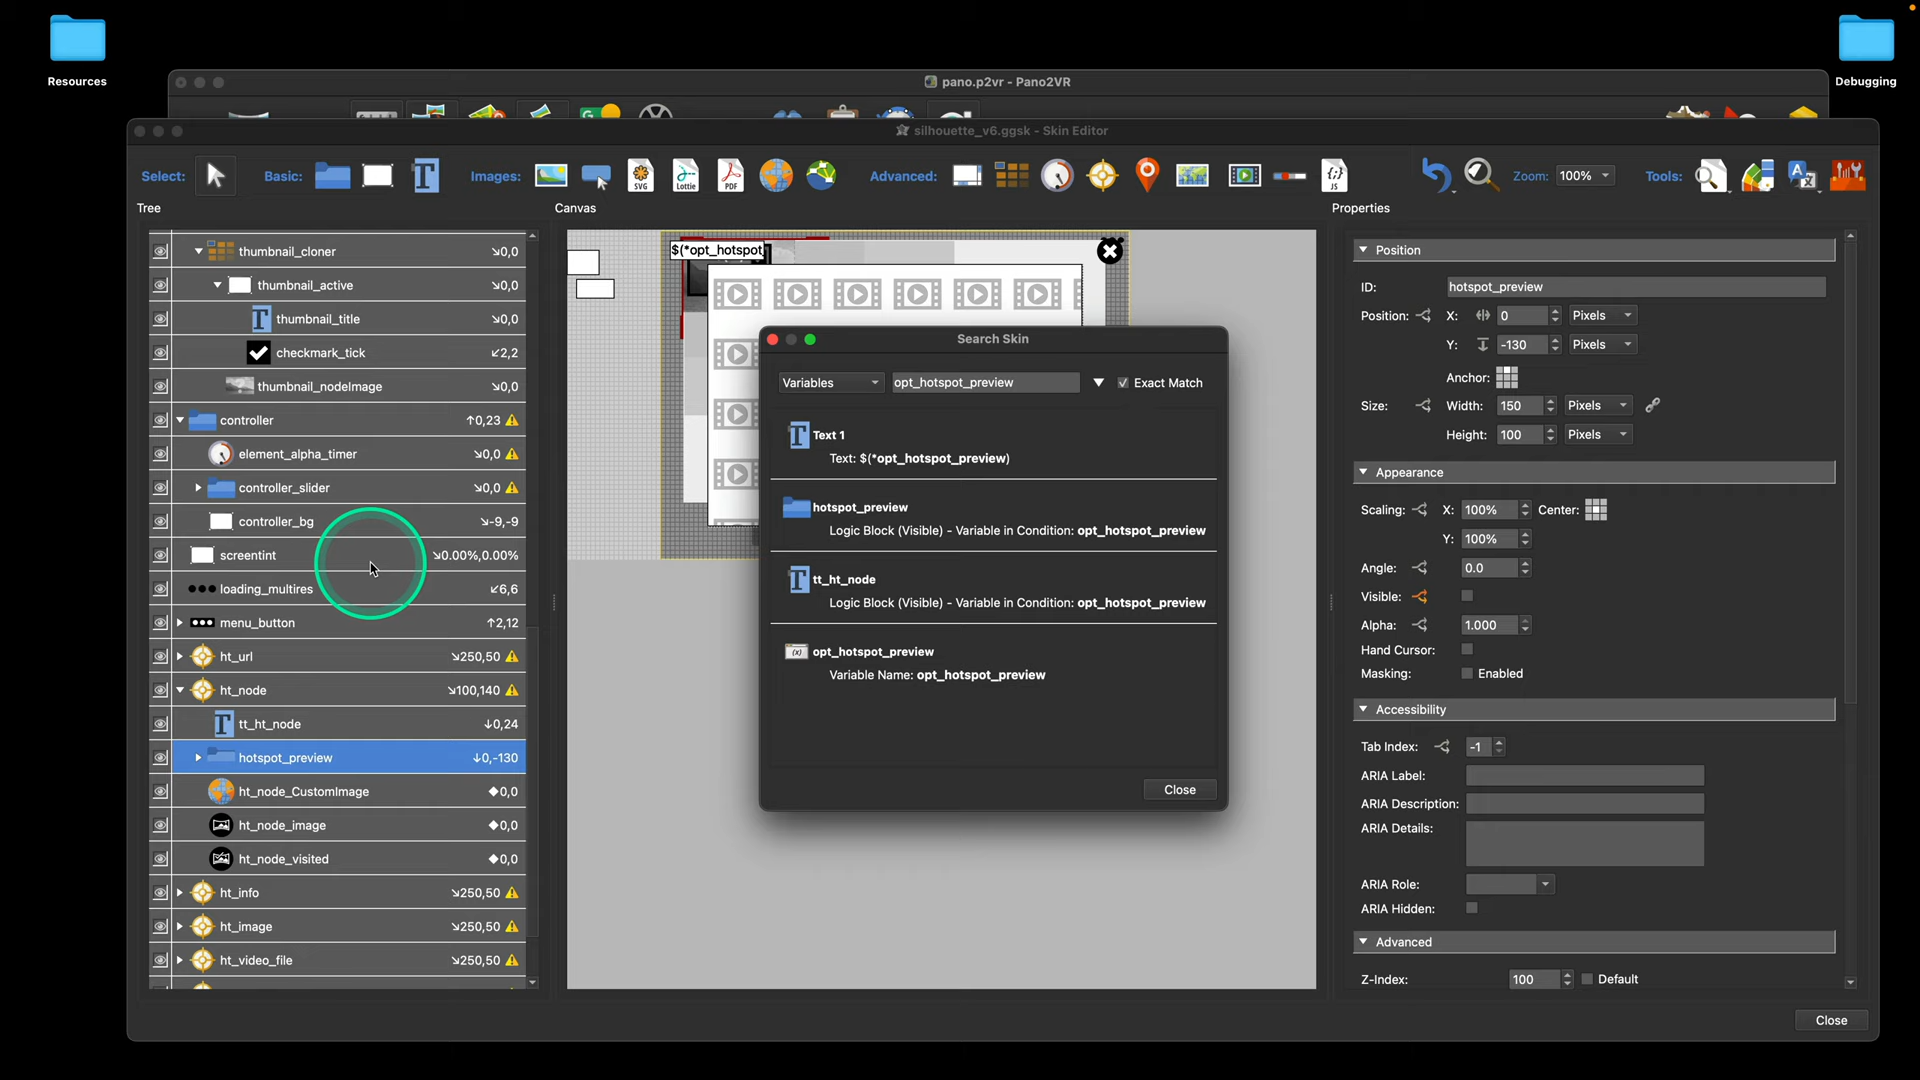 Resources
Debugging
pano.p2vr - Pano2VR
silhouette_v6.ggsk - Skin Editor
Select:
Basic:
Images:
SVG
Lottie
PDF
Advanced:
JS
Zoom: 100%
Tools:
Tree
Canvas
Properties
thumbnail_cloner ↘0,0
thumbnail_active ↘0,0
thumbnail_title ↘0,0
checkmark_tick ↙2,2
thumbnail_nodeImage ↘0,0
controller ↑0,23
element_alpha_timer ↘0,0
controller_slider ↘0,0
controller_bg ↘-9,-9
screentint ↘0.00%,0.00%
loading_multires ↙6,6
menu_button ↑2,12
ht_url ↘250,50
ht_node ↘100,140
tt_ht_node ↓0,24
hotspot_preview ↓0,-130
ht_node_CustomImage ◆0,0
ht_node_image ◆0,0
ht_node_visited ◆0,0
ht_info ↘250,50
ht_image ↘250,50
ht_video_file ↘250,50
$(*opt_hotspot
Search Skin
Variables opt_hotspot_preview Exact Match
Text 1
Text: $(*opt_hotspot_preview)
hotspot_preview
Logic Block (Visible) - Variable in Condition: opt_hotspot_preview
tt_ht_node
Logic Block (Visible) - Variable in Condition: opt_hotspot_preview
(x) opt_hotspot_preview
Variable Name: opt_hotspot_preview
Close
Position
ID: hotspot_preview
Position: X: 0 Pixels
Y: -130 Pixels
Anchor:
Size: Width: 150 Pixels
Height: 100 Pixels
Appearance
Scaling: X: 100% Center:
Y: 100%
Angle: 0.0
Visible:
Alpha: 1.000
Hand Cursor:
Masking: Enabled
Accessibility
Tab Index: -1
ARIA Label:
ARIA Description:
ARIA Details:
ARIA Role:
ARIA Hidden:
Advanced
Z-Index: 100 Default
Close